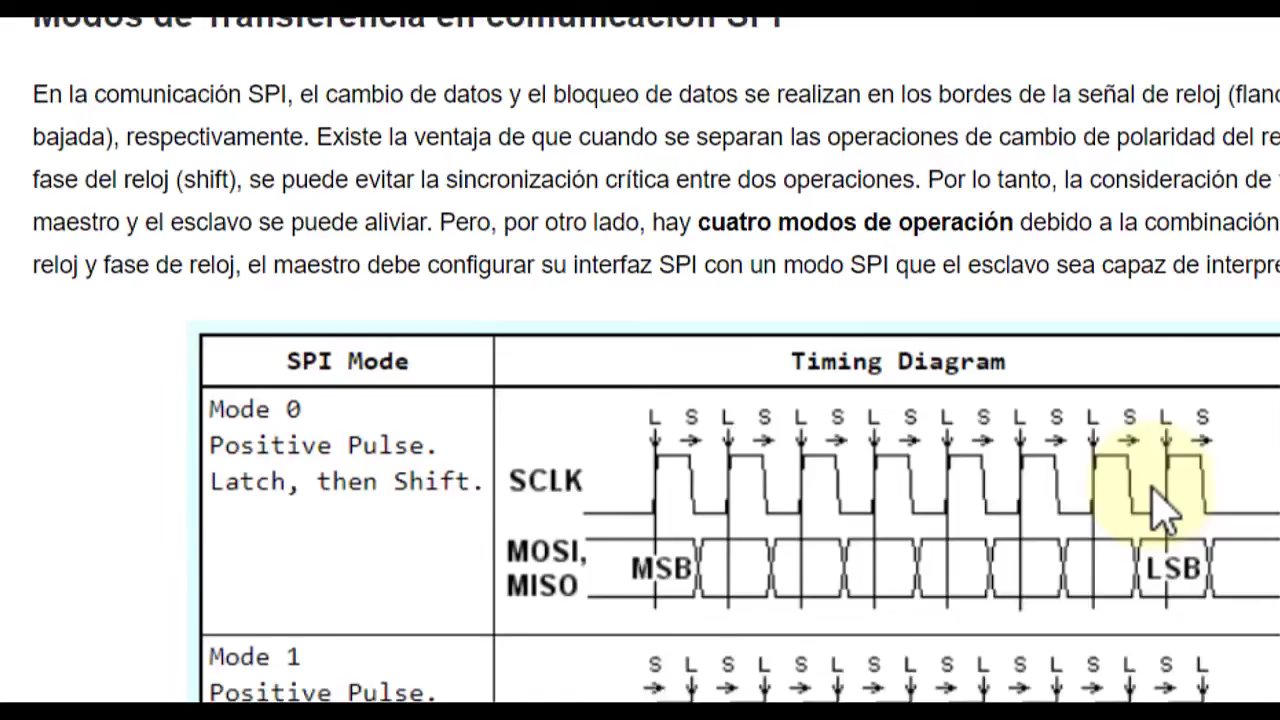 Modos de Transferencia en comunicación SPI
En la comunicación SPI, el cambio de datos y el bloqueo de datos se realizan en los bordes de la señal de reloj (flanc
bajada), respectivamente. Existe la ventaja de que cuando se separan las operaciones de cambio de polaridad del re
fase del reloj (shift), se puede evitar la sincronización crítica entre dos operaciones. Por lo tanto, la consideración de
maestro y el esclavo se puede aliviar. Pero, por otro lado, hay cuatro modos de operación debido a la combinación
reloj y fase de reloj, el maestro debe configurar su interfaz SPI con un modo SPI que el esclavo sea capaz de interpre
SPI Mode
Timing Diagram
Mode 0
Positive Pulse.
Latch, then Shift.
L S L S L S L S L S L S L S L S
SCLK
MOSI,
MISO
MSB
LSB
Mode 1
Positive Pulse.
S L S L S L S L S L S L S L S L